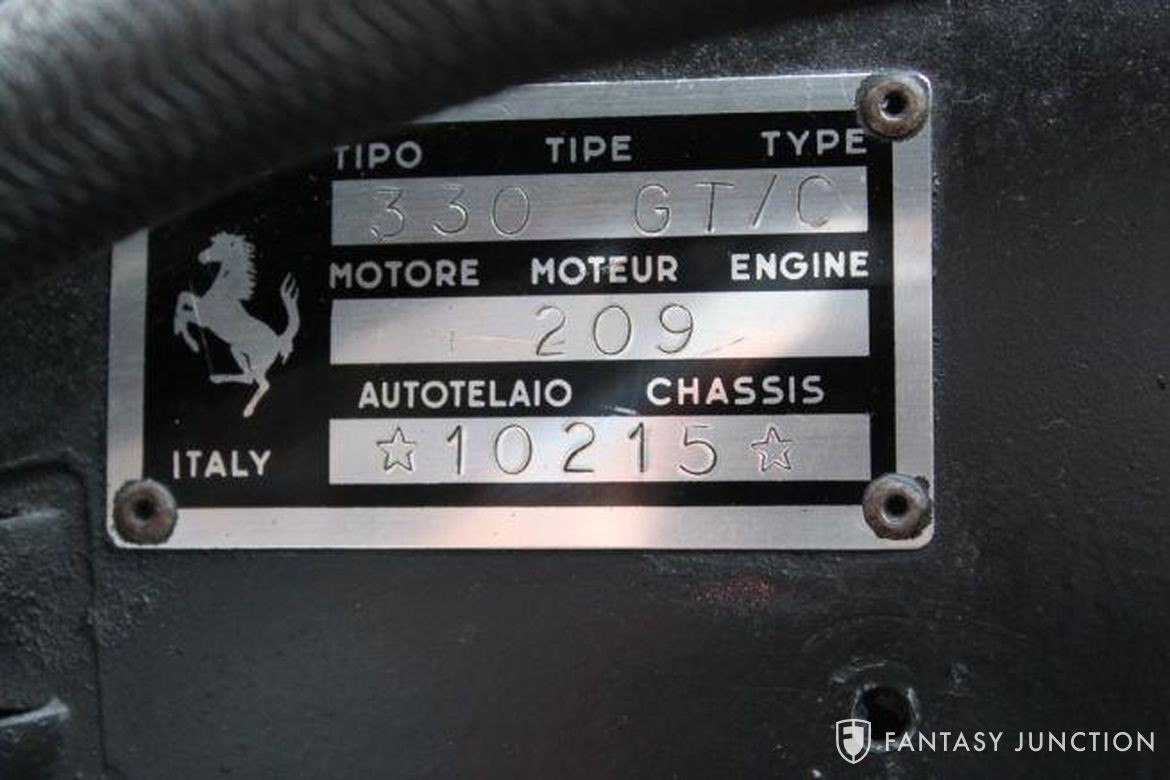 TIPO TIPE TYPE
330 GT/C
MOTORE MOTEUR ENGINE
209
AUTOTELAIO CHASSIS
☆10215☆
ITALY
FANTASY JUNCTION